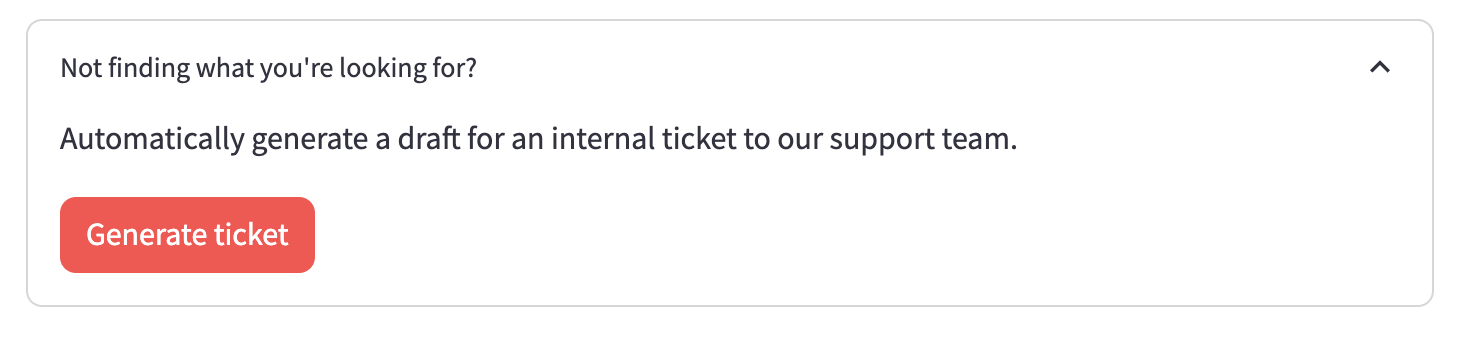 Not finding what you're looking for?
Automatically generate a draft for an internal ticket to our support team.
Generate ticket